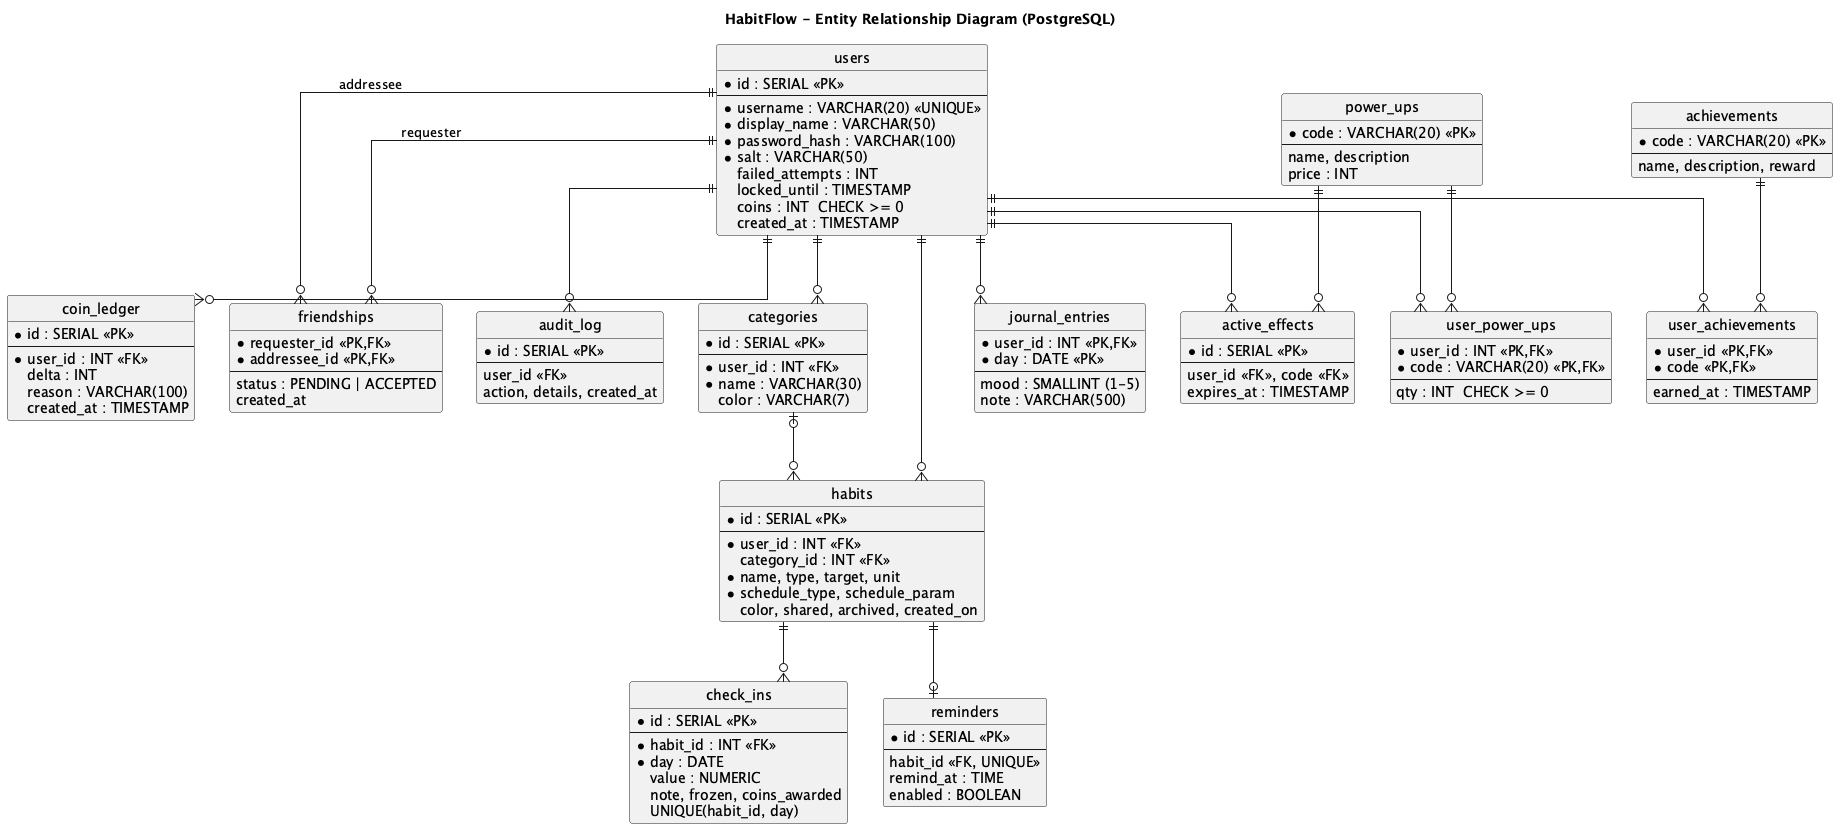 HabitFlow – Entity Relationship Diagram (PostgreSQL)
users
id : SERIAL «PK»
username : VARCHAR(20) «UNIQUE»
display_name : VARCHAR(50)
password_hash : VARCHAR(100)
salt : VARCHAR(50)
failed_attempts : INT
locked_until : TIMESTAMP
coins : INT  CHECK >= 0
created_at : TIMESTAMP
addressee
requester
power_ups
code : VARCHAR(20) «PK»
name, description
price : INT
achievements
code : VARCHAR(20) «PK»
name, description, reward
coin_ledger
id : SERIAL «PK»
user_id : INT «FK»
delta : INT
reason : VARCHAR(100)
created_at : TIMESTAMP
friendships
requester_id «PK,FK»
addressee_id «PK,FK»
status : PENDING | ACCEPTED
created_at
audit_log
id : SERIAL «PK»
user_id «FK»
action, details, created_at
categories
id : SERIAL «PK»
user_id : INT «FK»
name : VARCHAR(30)
color : VARCHAR(7)
journal_entries
user_id : INT «PK,FK»
day : DATE «PK»
mood : SMALLINT (1–5)
note : VARCHAR(500)
active_effects
id : SERIAL «PK»
user_id «FK», code «FK»
expires_at : TIMESTAMP
user_power_ups
user_id : INT «PK,FK»
code : VARCHAR(20) «PK,FK»
qty : INT  CHECK >= 0
user_achievements
user_id «PK,FK»
code «PK,FK»
earned_at : TIMESTAMP
habits
id : SERIAL «PK»
user_id : INT «FK»
category_id : INT «FK»
name, type, target, unit
schedule_type, schedule_param
color, shared, archived, created_on
check_ins
id : SERIAL «PK»
habit_id : INT «FK»
day : DATE
value : NUMERIC
note, frozen, coins_awarded
UNIQUE(habit_id, day)
reminders
id : SERIAL «PK»
habit_id «FK, UNIQUE»
remind_at : TIME
enabled : BOOLEAN